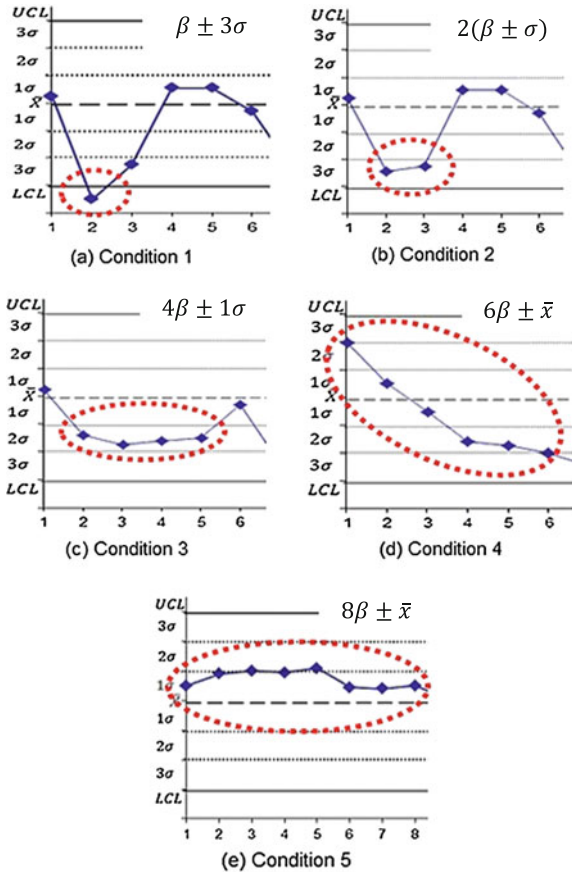 β ± 3σ
UCL
3σ
2σ
1σ
x̄
1σ
2σ
3σ
LCL
1 2 3 4 5 6
(a) Condition 1
2(β ± σ)
UCL
3σ
2σ
1σ
x̄
1σ
2σ
3σ
LCL
1 2 3 4 5 6
(b) Condition 2
4β ± 1σ
UCL
3σ
2σ
1σ
x̄
1σ
2σ
3σ
LCL
1 2 3 4 5 6
(c) Condition 3
6β ± x̄
UCL
3σ
2σ
1σ
x̄
1σ
2σ
3σ
LCL
1 2 3 4 5 6
(d) Condition 4
8β ± x̄
UCL
3σ
2σ
1σ
x̄
1σ
2σ
3σ
LCL
1 2 3 4 5 6 7 8
(e) Condition 5